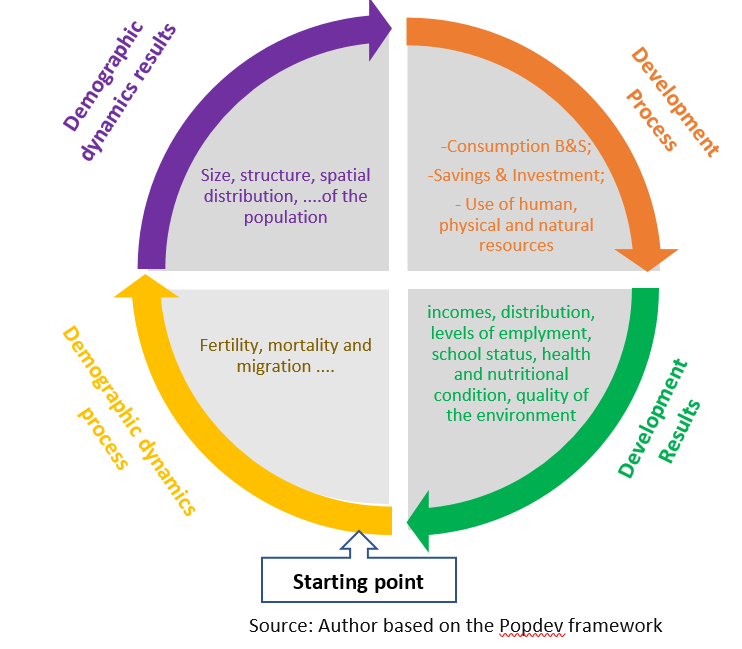 Demographic
dynamics results
Development
Process
Size, structure, spatial
distribution, ....of the
population
-Consumption B&S;
-Savings & Investment;
- Use of human,
physical and natural
resources
Fertility, mortality and
migration ....
incomes, distribution,
levels of emplyment,
school status, health
and nutritional
condition, quality of
the environment
Demographic dynamics
process
Development
Results
Starting point
Source: Author based on the Popdev framework